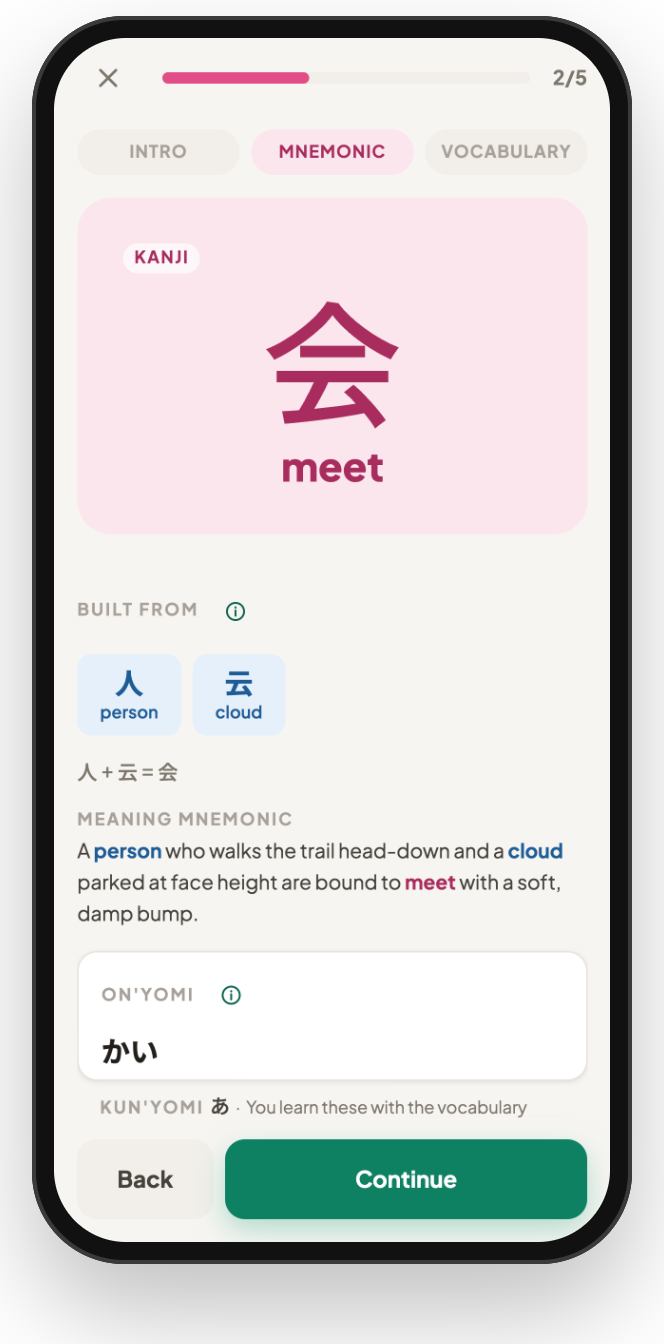 2/5
INTRO MNEMONIC VOCABULARY
KANJI
会
meet
BUILT FROM
人 云
person cloud
人 + 云 = 会
MEANING MNEMONIC
A person who walks the trail head-down and a cloud
parked at face height are bound to meet with a soft,
damp bump.
ON'YOMI
かい
KUN'YOMI あ · You learn these with the vocabulary
Back Continue